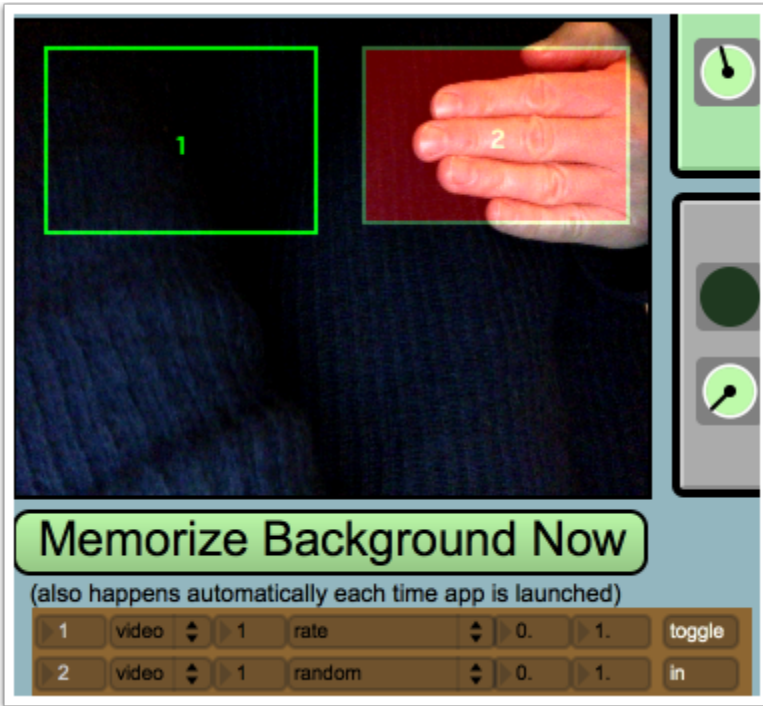 1
2
Memorize Background Now
(also happens automatically each time app is launched)
1 video 1 rate 0. 1. toggle
2 video 1 random 0. 1. in